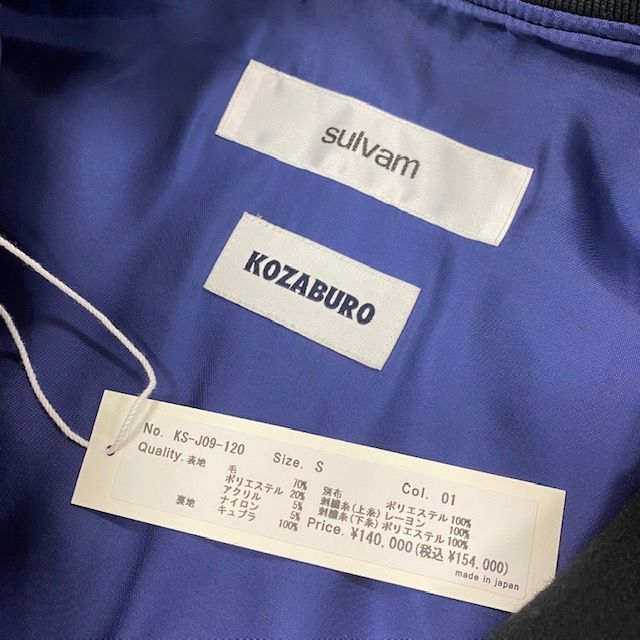 sulvam
KOZABURO
No. KS-J09-120 Size. S Col. 01
Quality. 表地 毛 70% 別布 ポリエステル 100%
ポリエステル 20% 刺繍糸(上糸) レーヨン 100%
アクリル 5% 刺繍糸(下糸) ポリエステル 100%
ナイロン 5% Price. ¥140,000(税込 ¥154,000)
裏地 キュプラ 100%
made in japan